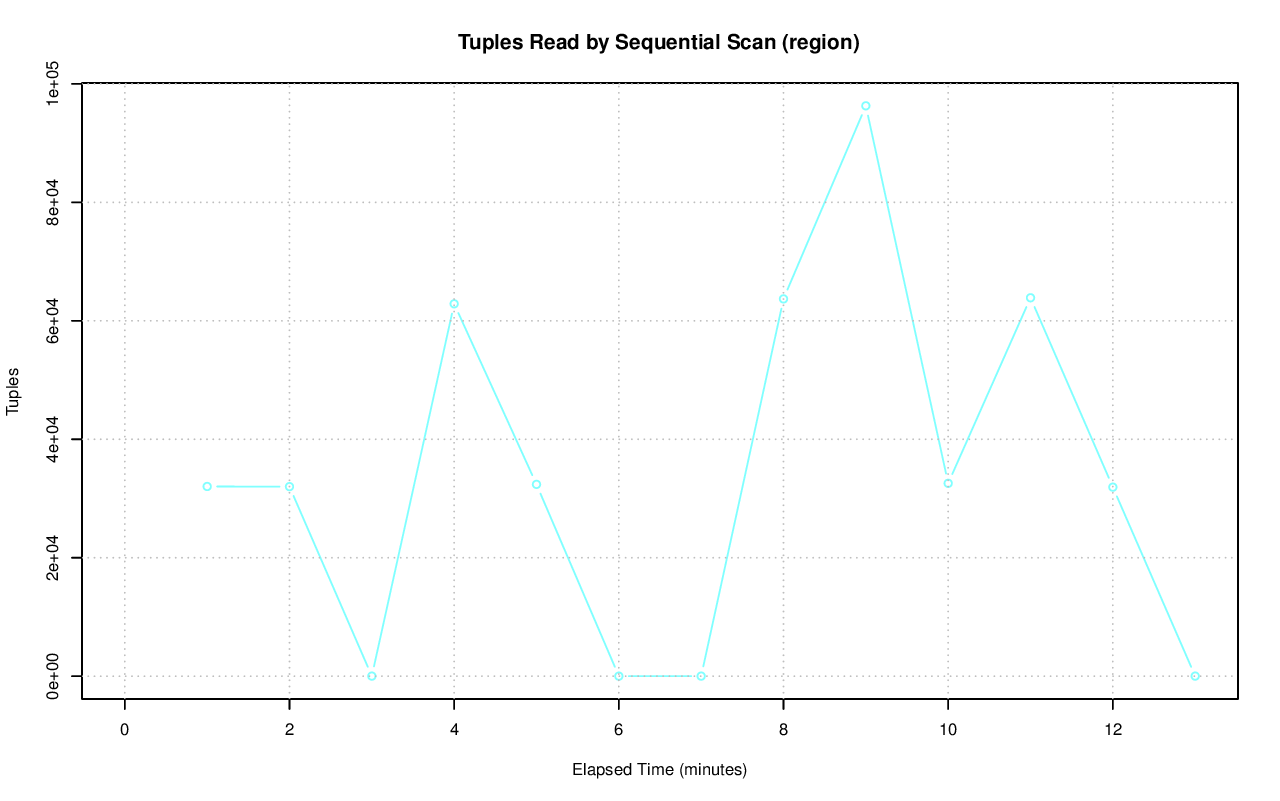 Tuples Read by Sequential Scan (region)
1e+05
8e+04
6e+04
4e+04
2e+04
0e+00
Tuples
0 2 4 6 8 10 12
Elapsed Time (minutes)